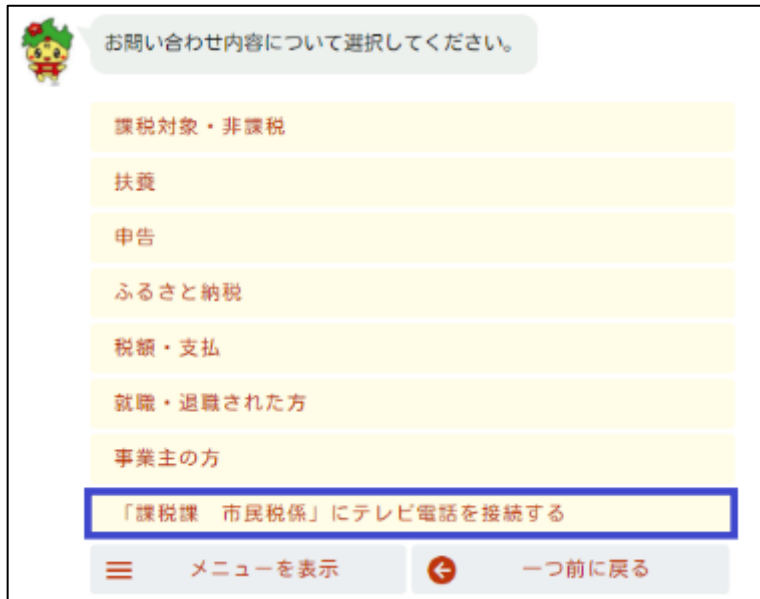 お問い合わせ内容について選択してください。
課税対象・非課税
扶養
申告
ふるさと納税
税額・支払
就職・退職された方
事業主の方
「課税課　市民税係」にテレビ電話を接続する
メニューを表示
一つ前に戻る